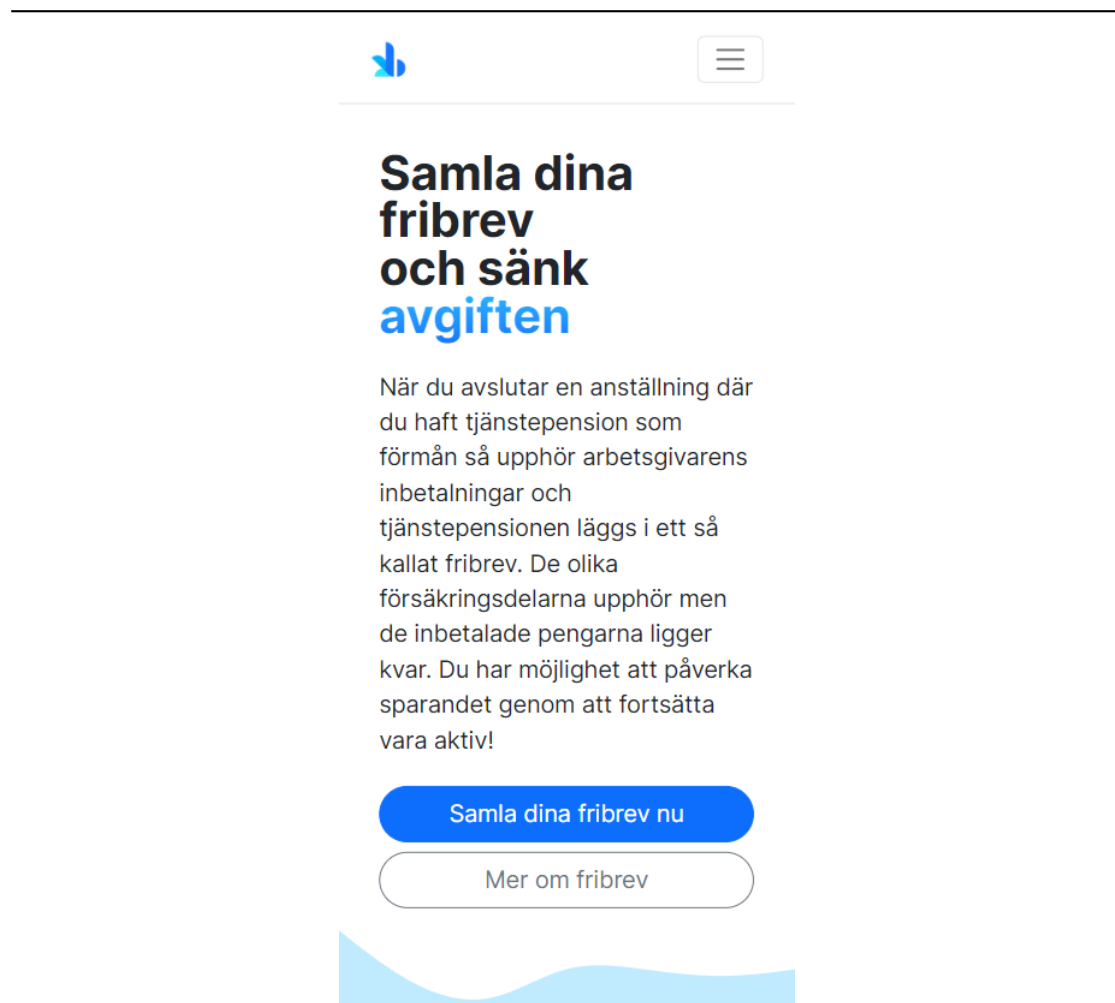 Samla dina
fribrev
och sänk
avgiften
När du avslutar en anställning där
du haft tjänstepension som
förmån så upphör arbetsgivarens
inbetalningar och
tjänstepensionen läggs i ett så
kallat fribrev. De olika
försäkringsdelarna upphör men
de inbetalade pengarna ligger
kvar. Du har möjlighet att påverka
sparandet genom att fortsätta
vara aktiv!
Samla dina fribrev nu
Mer om fribrev